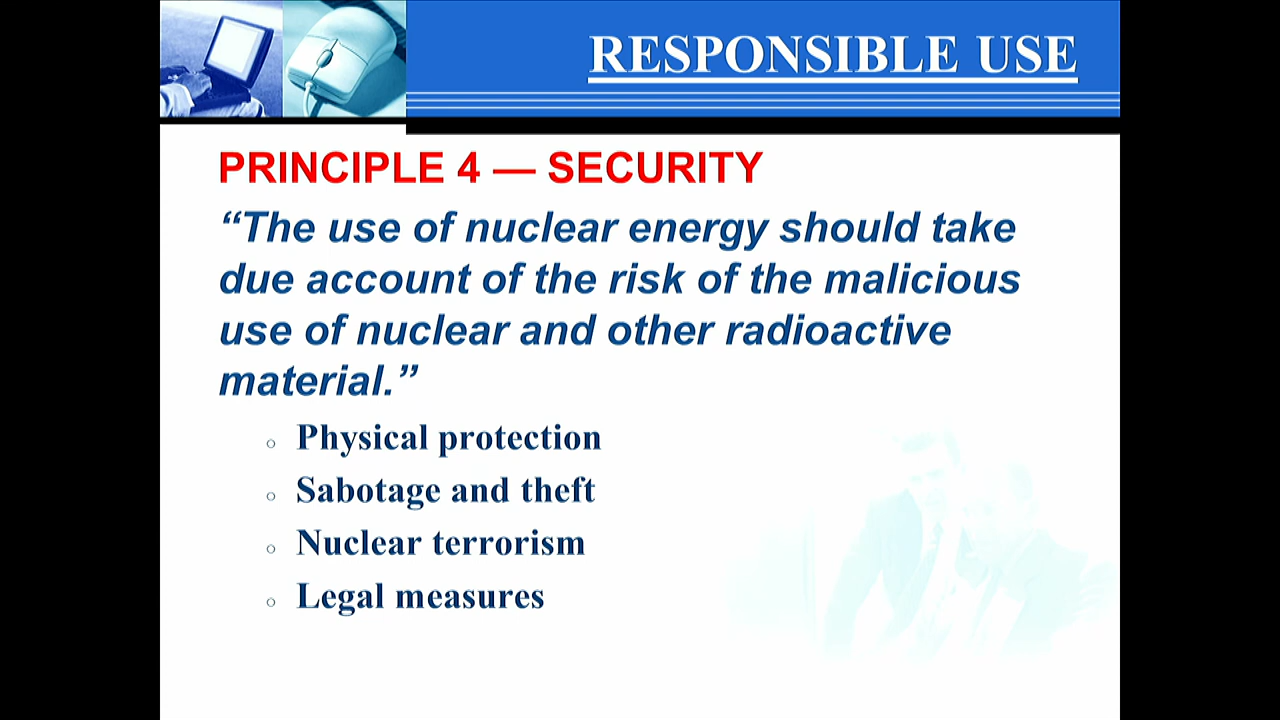 RESPONSIBLE USE
PRINCIPLE 4 — SECURITY
“The use of nuclear energy should take
due account of the risk of the malicious
use of nuclear and other radioactive
material.”
○ Physical protection
○ Sabotage and theft
○ Nuclear terrorism
○ Legal measures